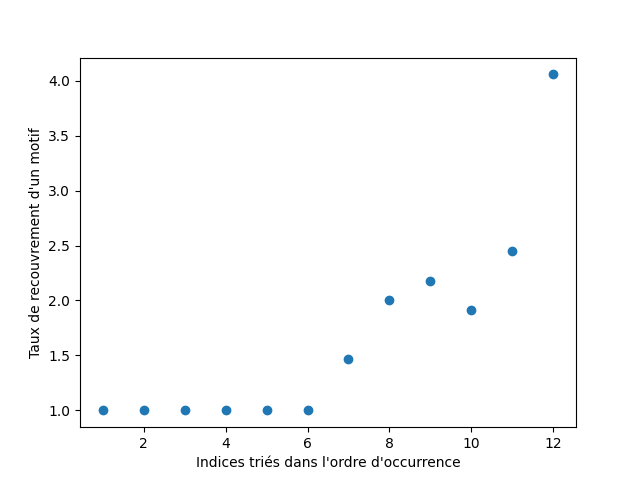 4.0
3.5
3.0
2.5
2.0
1.5
1.0
Taux de recouvrement d'un motif
2 4 6 8 10 12
Indices triés dans l'ordre d'occurrence